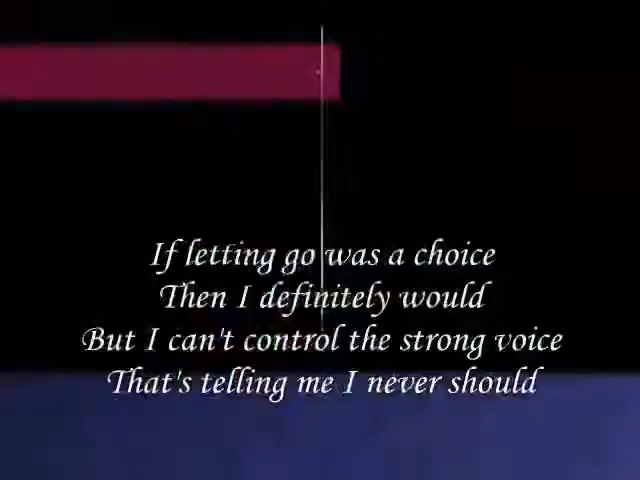 If letting go was a choice
Then I definitely would
But I can't control the strong voice
That's telling me I never should